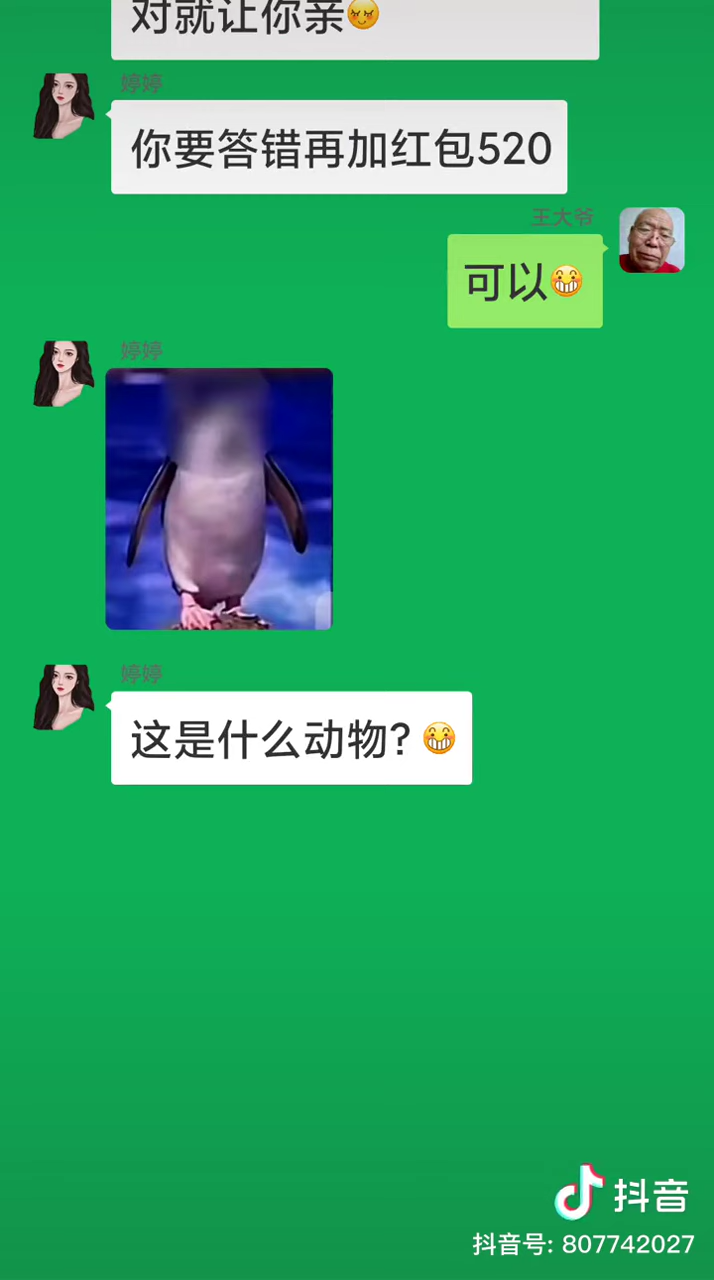 对就让你亲
婷婷
你要答错再加红包520
王大爷
可以
婷婷
婷婷
这是什么动物?
抖音
抖音号: 807742027